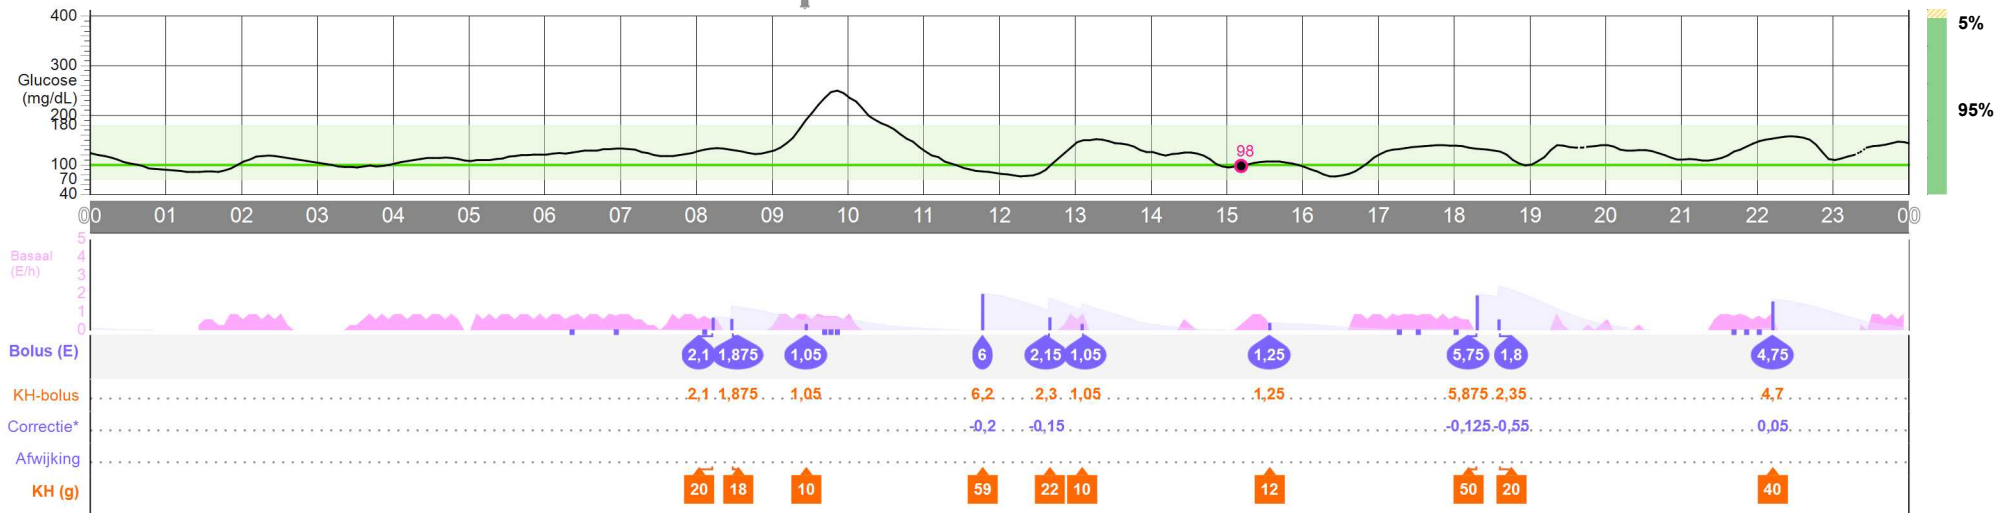 400
300
Glucose
(mg/dL)
200
180
100
70
40
98
5%
95%
00 01 02 03 04 05 06 07 08 09 10 11 12 13 14 15 16 17 18 19 20 21 22 23 00
Basaal
(E/h)
5
4
3
2
1
0
Bolus (E) 2,1 1,875 1,05 6 2,15 1,05 1,25 5,75 1,8 4,75
KH-bolus 2,1 1,875 1,05 6,2 2,3 1,05 1,25 5,875 2,35 4,7
Correctie* -0,2 -0,15 -0,125 -0,55 0,05
Afwijking
KH (g) 20 18 10 59 22 10 12 50 20 40